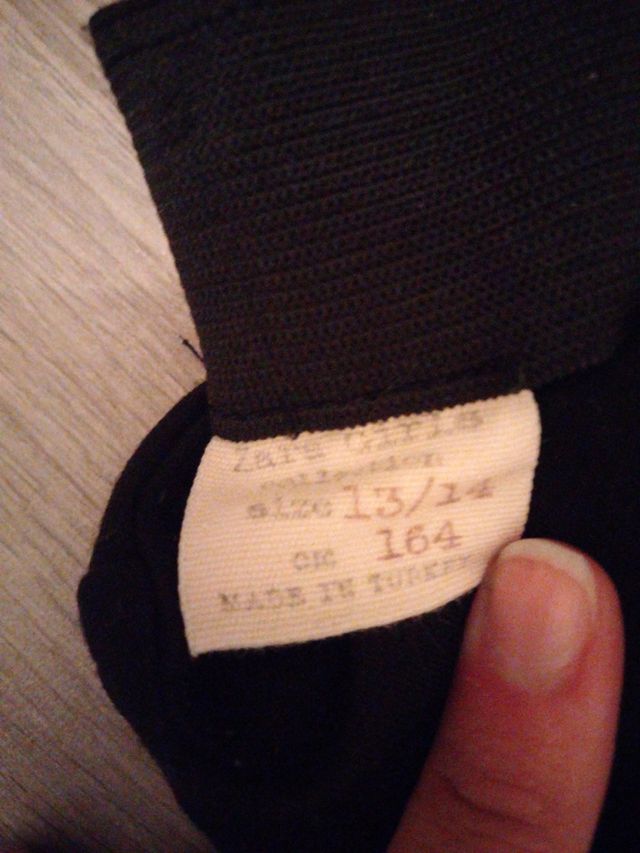 Zara Girls
collection
size 13/14
CM 164
MADE IN TURKEY